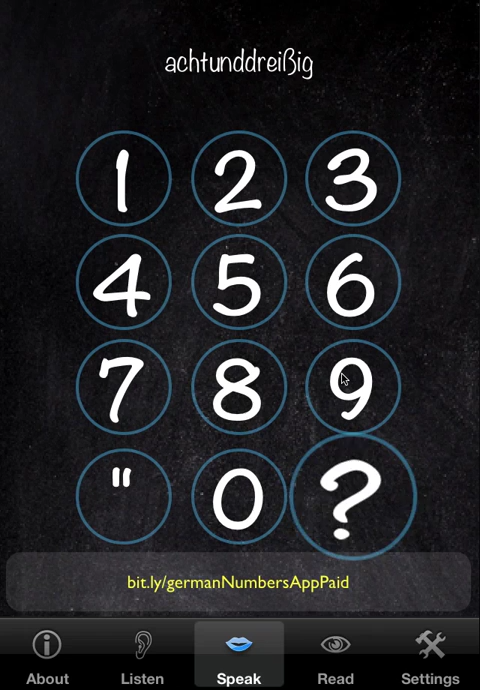 achtunddreißig
1 2 3
4 5 6
7 8 9
" 0 ?
bit.ly/germanNumbersAppPaid
About Listen Speak Read Settings